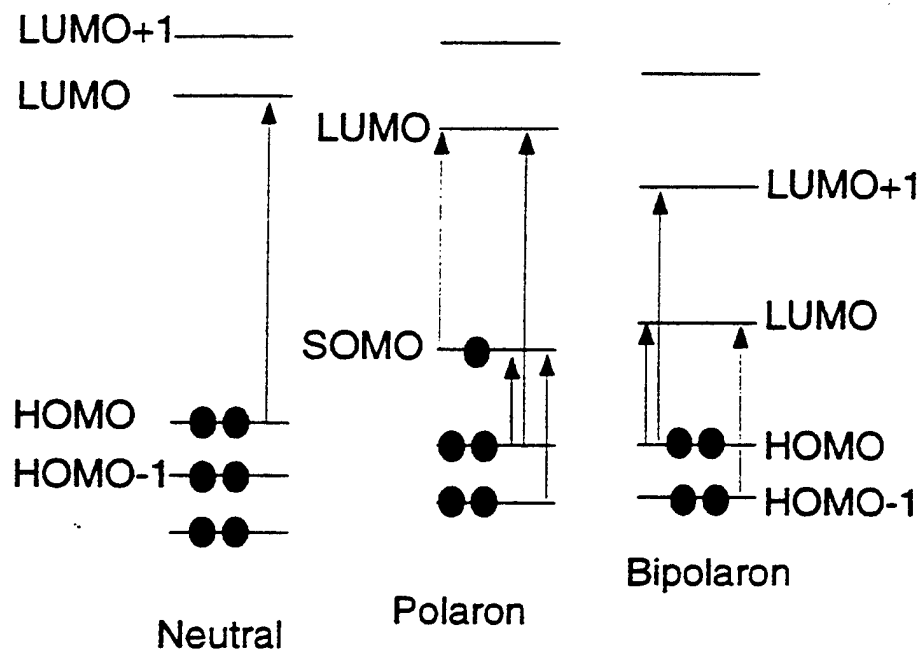 LUMO+1
LUMO
HOMO
HOMO-1
Neutral
LUMO
SOMO
Polaron
LUMO+1
LUMO
HOMO
HOMO-1
Bipolaron